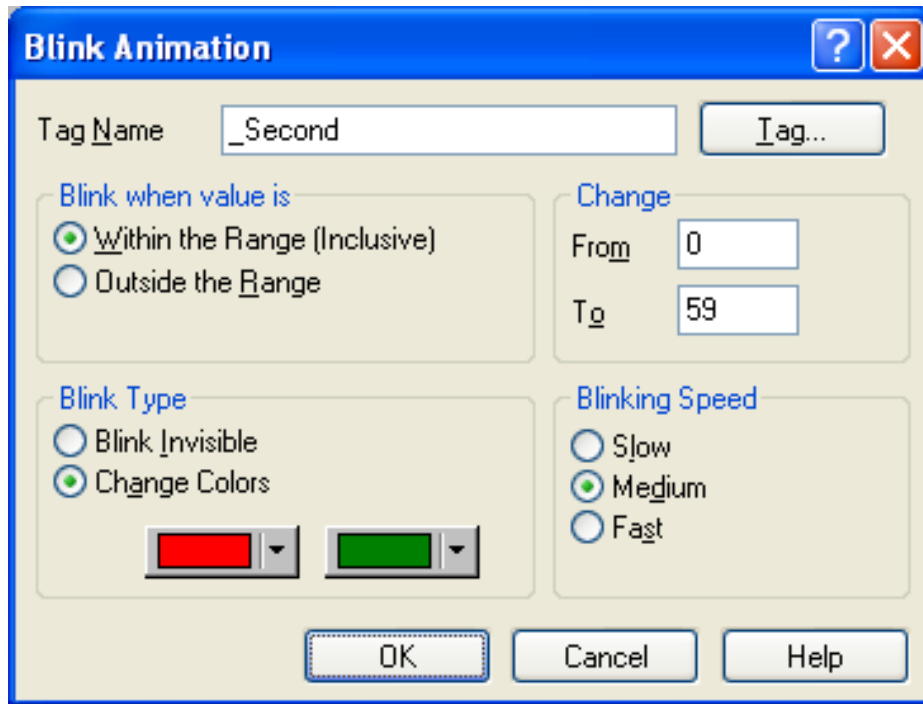 Blink Animation
Tag Name _Second Tag...
Blink when value is
Within the Range (Inclusive)
Outside the Range
Change
From 0
To 59
Blink Type
Blink Invisible
Change Colors
Blinking Speed
Slow
Medium
Fast
OK Cancel Help